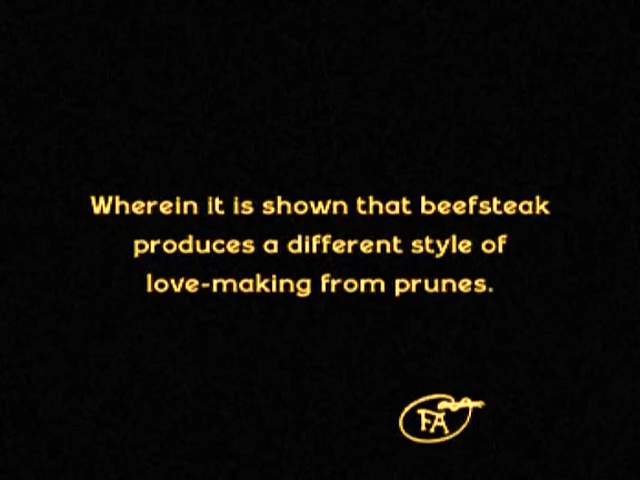 Wherein it is shown that beefsteak
produces a different style of
love-making from prunes.
FA